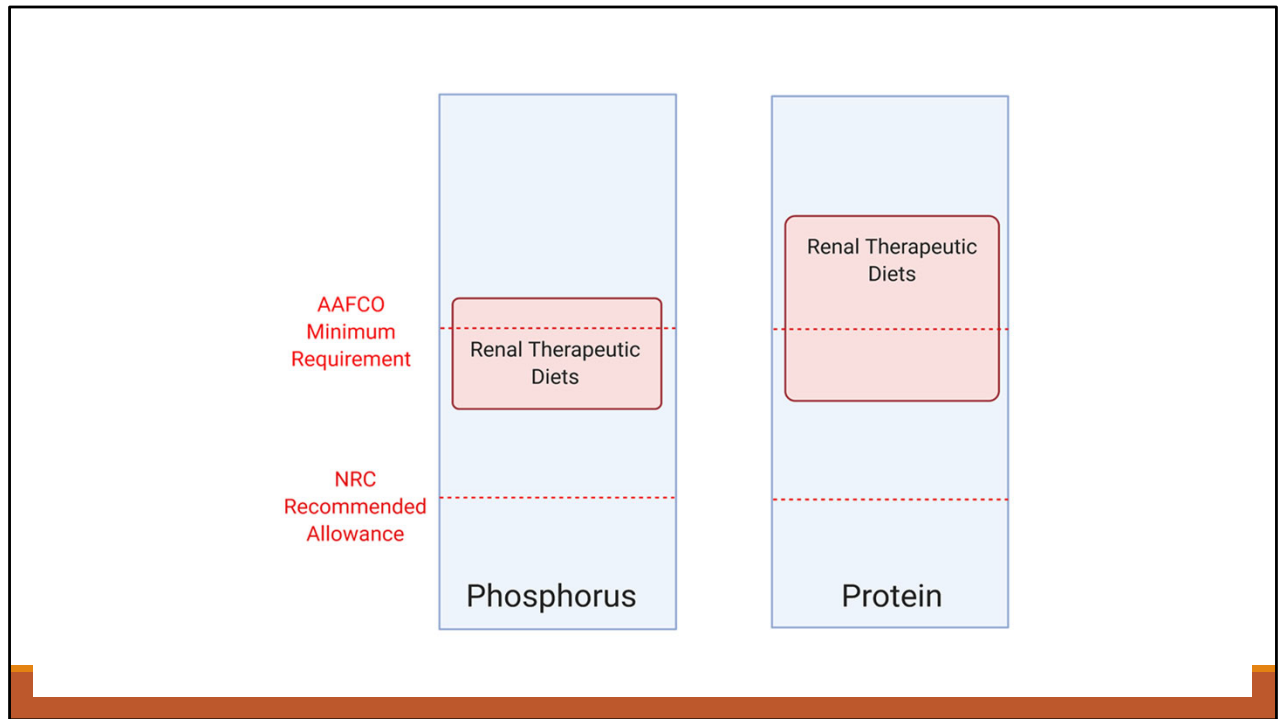 AAFCO
Minimum
Requirement
NRC
Recommended
Allowance
Renal Therapeutic
Diets
Phosphorus
Renal Therapeutic
Diets
Protein